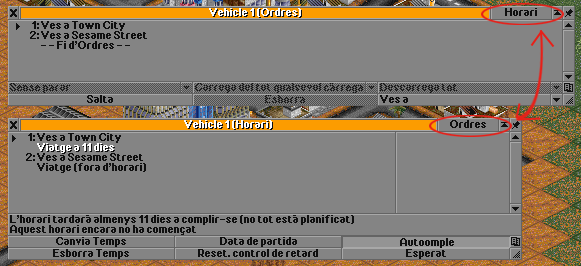 Vehicle 1 (Ordres)
Horari
1: Ves a Town City
2: Ves a Sesame Street
- - Fi d'Ordres - -
Sense parar
Carrega del tot qualsevol càrrega
Descarrega tot
Salta
Esborra
Ves a
Vehicle 1 (Horari)
Ordres
1: Ves a Town City
Viatge a 11 dies
2: Ves a Sesame Street
Viatge (fora d'horari)
L'horari tardarà almenys 11 dies a complir-se (no tot està planificat)
Aquest horari encara no ha començat
Canvia Temps
Data de partida
Autoomple
Esborra Temps
Reset. control de retard
Esperat